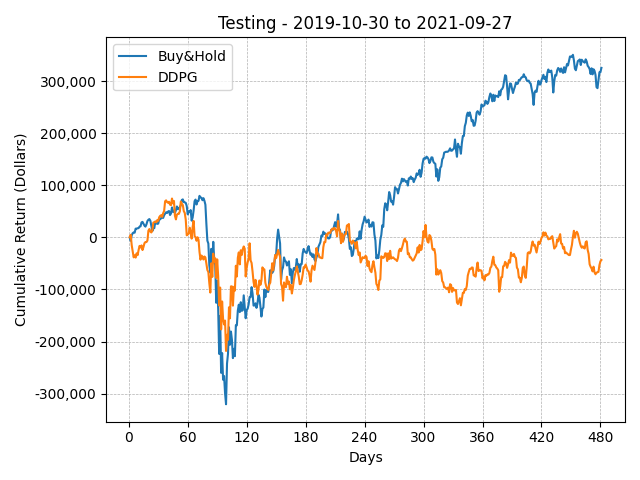 Testing - 2019-10-30 to 2021-09-27
Buy&Hold
DDPG
Cumulative Return (Dollars)
300,000
200,000
100,000
0
-100,000
-200,000
-300,000
0 60 120 180 240 300 360 420 480
Days